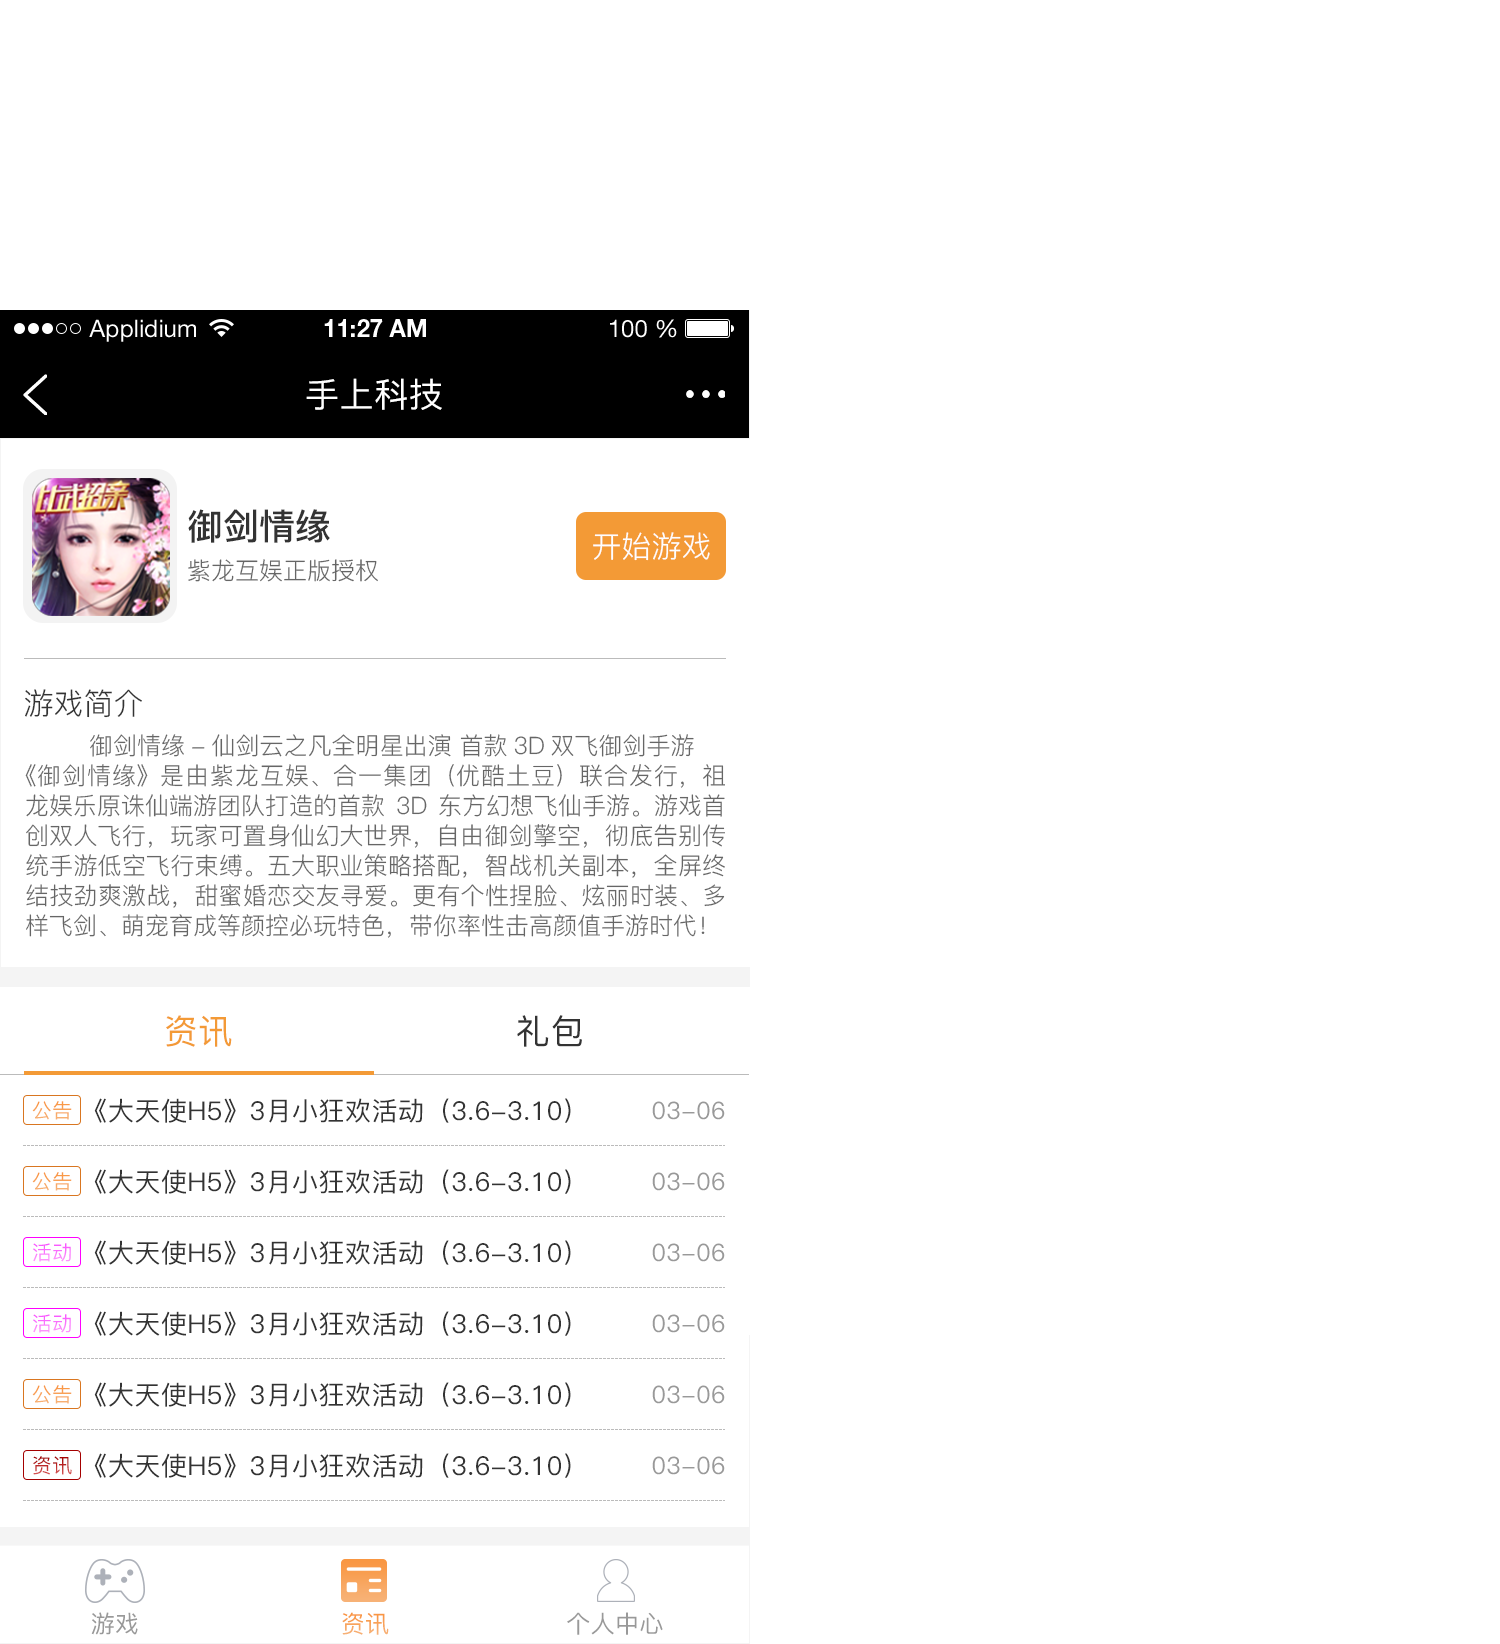 Applidium 11:27 AM 100 %
手上科技
比武招亲
御剑情缘
紫龙互娱正版授权
开始游戏
游戏简介
御剑情缘 – 仙剑云之凡全明星出演 首款 3D 双飞御剑手游
《御剑情缘》是由紫龙互娱、合一集团（优酷土豆）联合发行，祖
龙娱乐原诛仙端游团队打造的首款 3D 东方幻想飞仙手游。游戏首
创双人飞行，玩家可置身仙幻大世界，自由御剑擎空，彻底告别传
统手游低空飞行束缚。五大职业策略搭配，智战机关副本，全屏终
结技劲爽激战，甜蜜婚恋交友寻爱。更有个性捏脸、炫丽时装、多
样飞剑、萌宠育成等颜控必玩特色，带你率性击高颜值手游时代！
资讯 礼包
公告 《大天使H5》3月小狂欢活动（3.6–3.10） 03–06
公告 《大天使H5》3月小狂欢活动（3.6–3.10） 03–06
活动 《大天使H5》3月小狂欢活动（3.6–3.10） 03–06
活动 《大天使H5》3月小狂欢活动（3.6–3.10） 03–06
公告 《大天使H5》3月小狂欢活动（3.6–3.10） 03–06
资讯 《大天使H5》3月小狂欢活动（3.6–3.10） 03–06
游戏 资讯 个人中心